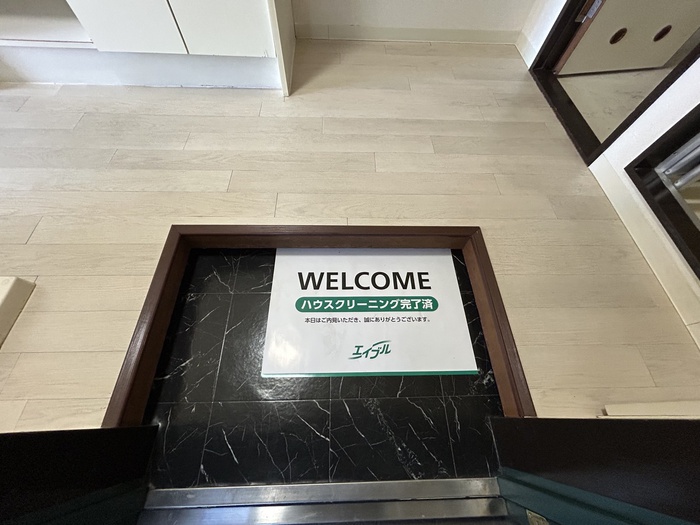 WELCOME
ハウスクリーニング完了済
本日はご内見いただき、誠にありがとうございます。
エイブル